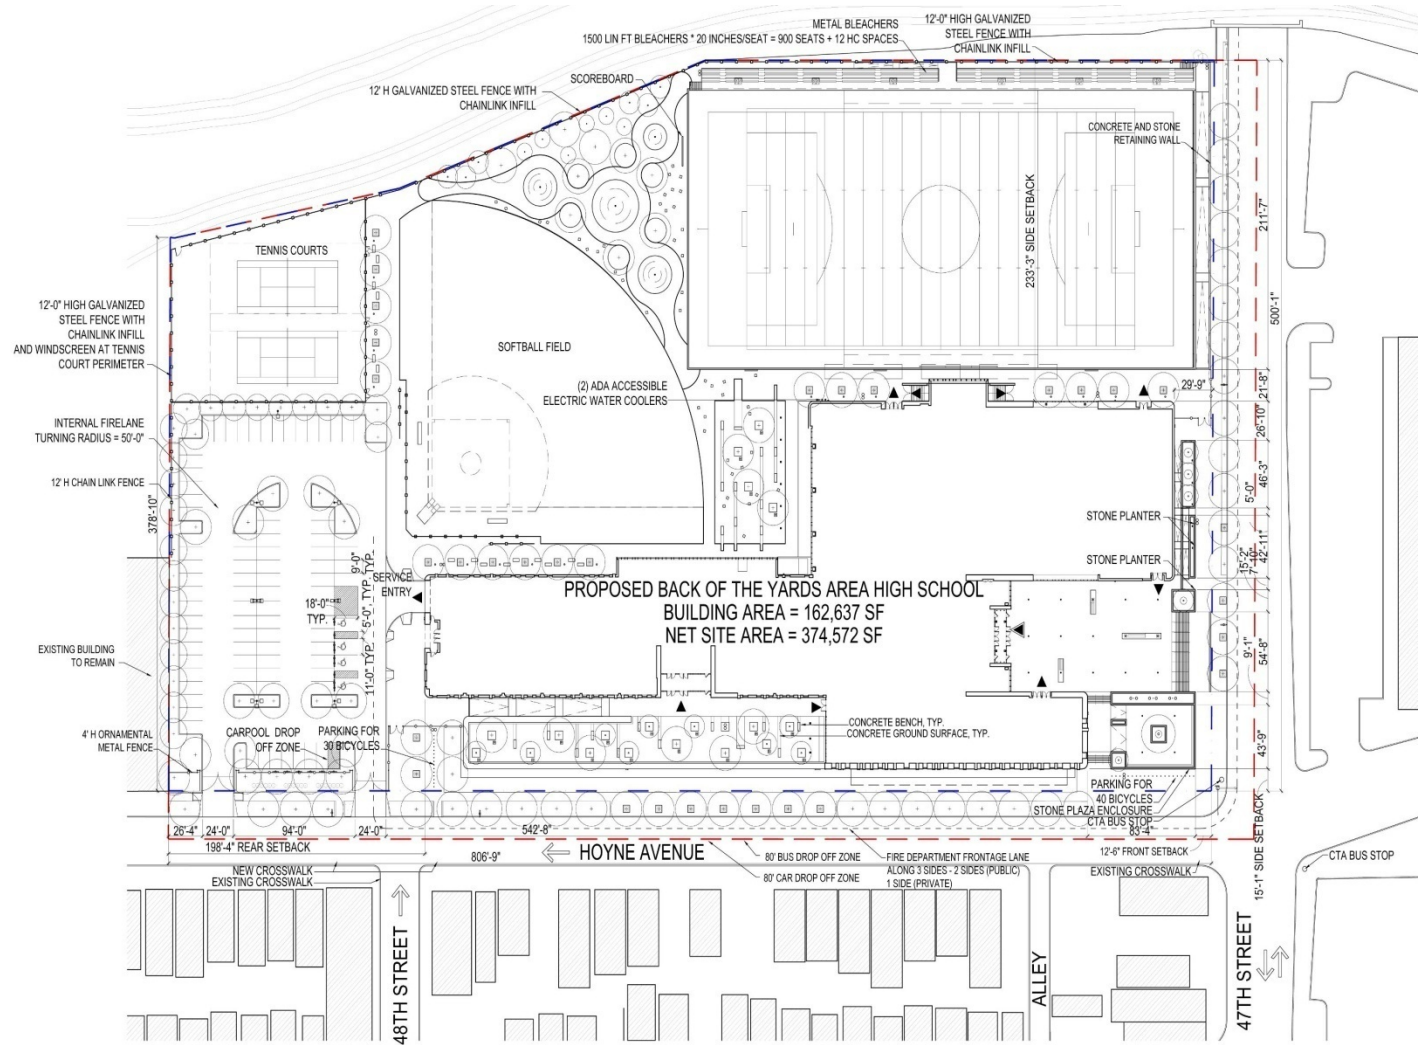 METAL BLEACHERS
1500 LIN FT BLEACHERS * 20 INCHES/SEAT = 900 SEATS + 12 HC SPACES
12'-0" HIGH GALVANIZED
STEEL FENCE WITH
CHAINLINK INFILL
SCOREBOARD
12' H GALVANIZED STEEL FENCE WITH
CHAINLINK INFILL
CONCRETE AND STONE
RETAINING WALL
233'-3" SIDE SETBACK
211'-7"
500'-1"
TENNIS COURTS
12'-0" HIGH GALVANIZED
STEEL FENCE WITH
CHAINLINK INFILL
AND WINDSCREEN AT TENNIS
COURT PERIMETER
SOFTBALL FIELD
(2) ADA ACCESSIBLE
ELECTRIC WATER COOLERS
29'-9"
21'-8"
26'-10"
INTERNAL FIRELANE
TURNING RADIUS = 50'-0"
12' H CHAIN LINK FENCE
378'-10"
46'-3"
5'-0"
STONE PLANTER
STONE PLANTER
42'-11"
15'-2"
7'-10"
9'-0"
TYP.
5'-0", TYP.
18'-0"
TYP.
11'-0" TYP.
SERVICE
ENTRY
PROPOSED BACK OF THE YARDS AREA HIGH SCHOOL
BUILDING AREA = 162,637 SF
NET SITE AREA = 374,572 SF
9'-1"
54'-8"
EXISTING BUILDING
TO REMAIN
4' H ORNAMENTAL
METAL FENCE
CARPOOL DROP
OFF ZONE
PARKING FOR
30 BICYCLES
CONCRETE BENCH, TYP.
CONCRETE GROUND SURFACE, TYP.
43'-9"
PARKING FOR
40 BICYCLES
STONE PLAZA ENCLOSURE
CTA BUS STOP
26'-4"
24'-0"
94'-0"
24'-0"
542'-8"
83'-4"
198'-4" REAR SETBACK
806'-9"
HOYNE AVENUE
80' BUS DROP OFF ZONE
80' CAR DROP OFF ZONE
FIRE DEPARTMENT FRONTAGE LANE
ALONG 3 SIDES - 2 SIDES (PUBLIC)
1 SIDE (PRIVATE)
12'-6" FRONT SETBACK
EXISTING CROSSWALK
15'-1" SIDE SETBACK
CTA BUS STOP
NEW CROSSWALK
EXISTING CROSSWALK
48TH STREET
ALLEY
47TH STREET